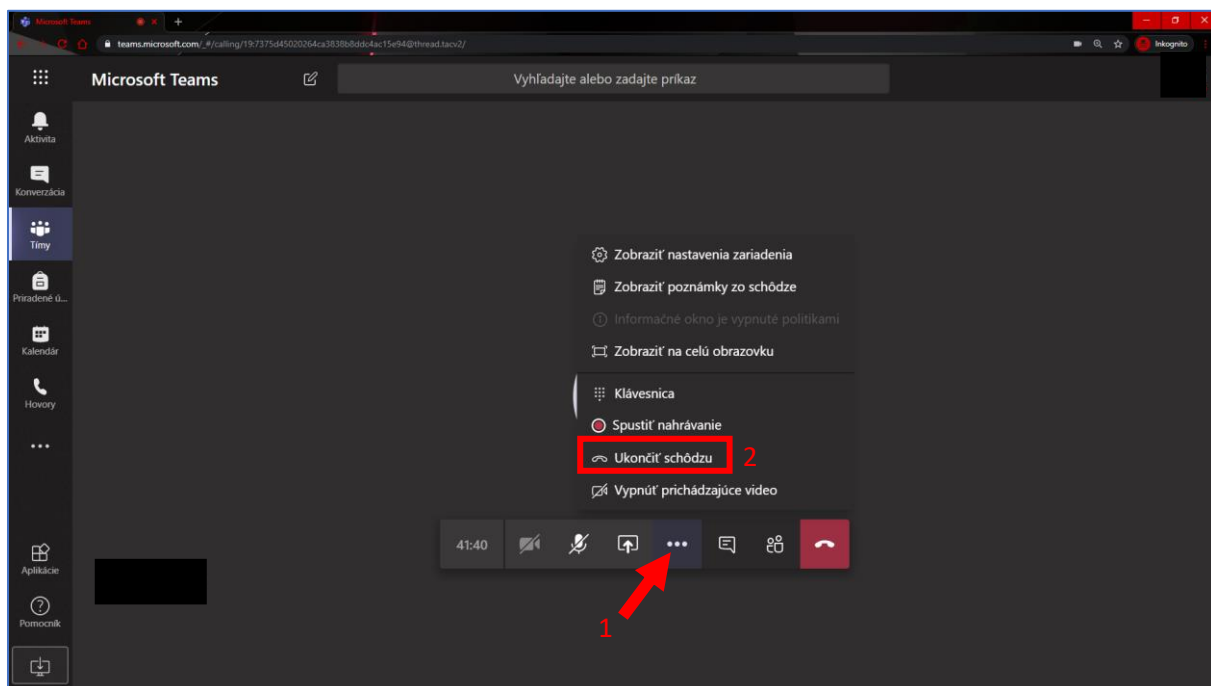 Microsoft Teams
teams.microsoft.com/_#/calling/19:7375d45020264ca3838b8ddc4ac15e94@thread.tacv2/
Inkognito
Microsoft Teams
Vyhľadajte alebo zadajte príkaz
Aktivita
Konverzácia
Tímy
Priradené ú...
Kalendár
Hovory
Zobraziť nastavenia zariadenia
Zobraziť poznámky zo schôdze
Informačné okno je vypnuté politikami
Zobraziť na celú obrazovku
Klávesnica
Spustiť nahrávanie
Ukončiť schôdzu 2
Vypnúť prichádzajúce video
41:40
1
Aplikácie
Pomocník